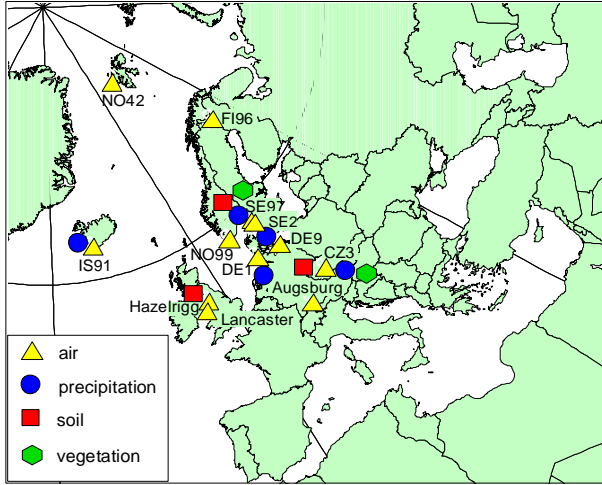 NO42
FI96
SE97
SE2
NO99
DE9
IS91
DE1
CZ3
Augsburg
Hazelrigg
Lancaster
air
precipitation
soil
vegetation